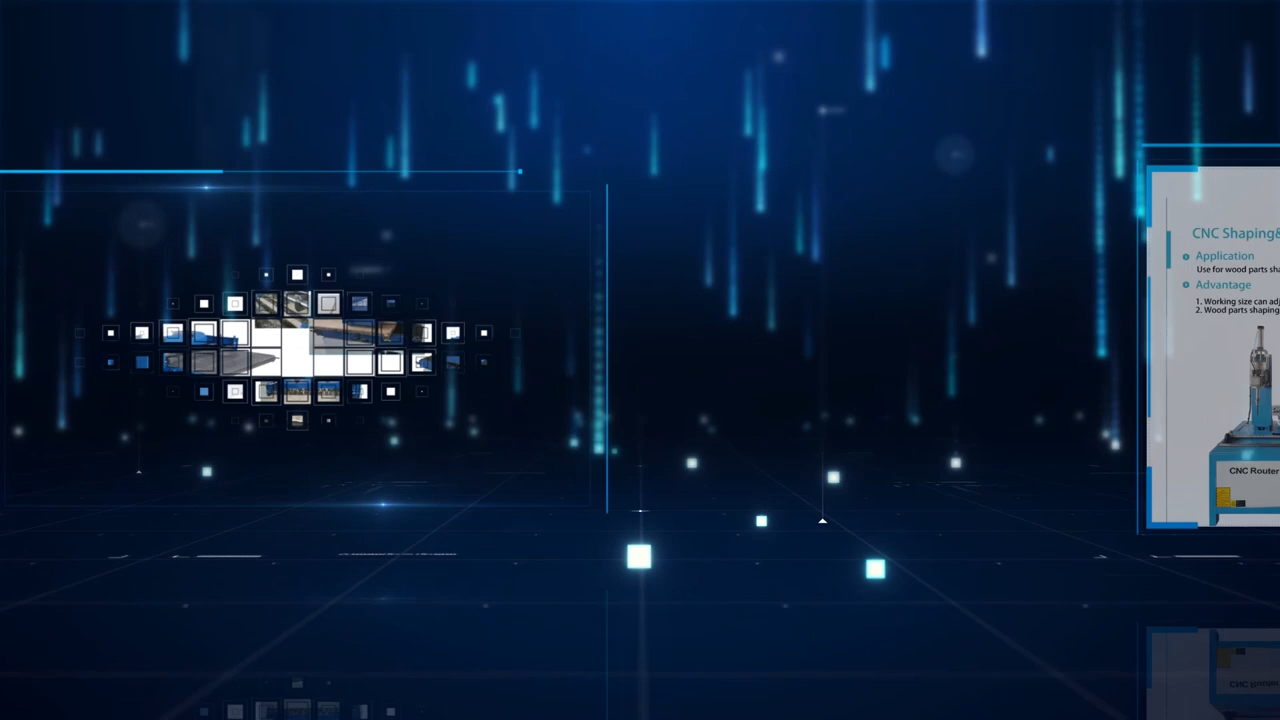 CNC Shaping&
Application
Use for wood parts sha
Advantage
1. Working size can adj
2. Wood parts shaping
CNC Router